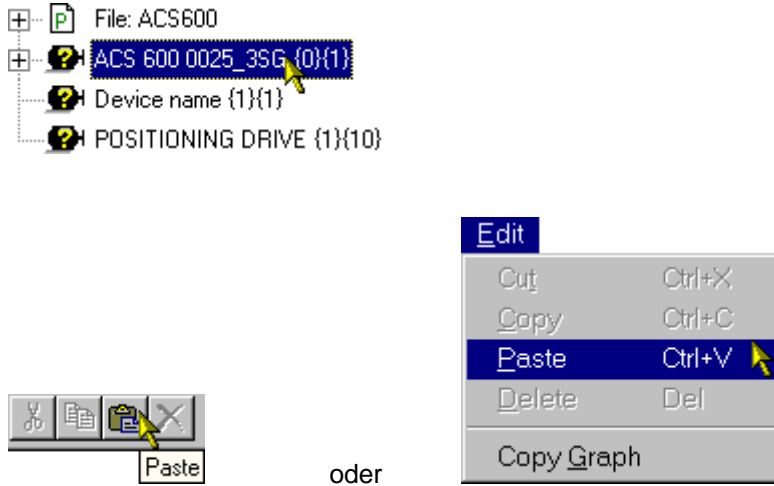 File: ACS600
ACS 600 0025_3SG {0}{1}
Device name {1}{1}
POSITIONING DRIVE {1}{10}
Edit
Cut Ctrl+X
Copy Ctrl+C
Paste Ctrl+V
Delete Del
Copy Graph
Paste
oder